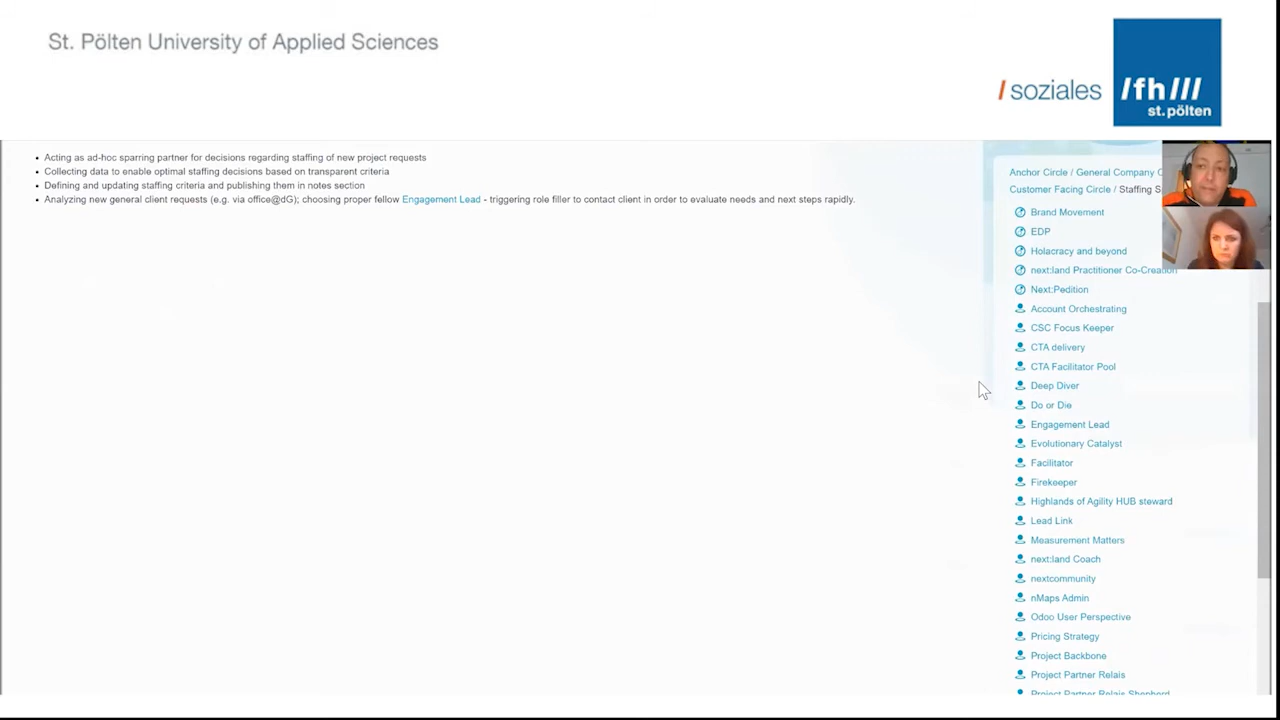 St. Pölten University of Applied Sciences
/ soziales
/fh///
st.pölten
Acting as ad-hoc sparring partner for decisions regarding staffing of new project requests
Collecting data to enable optimal staffing decisions based on transparent criteria
Defining and updating staffing criteria and publishing them in notes section
Analyzing new general client requests (e.g. via office@dG); choosing proper fellow Engagement Lead - triggering role filler to contact client in order to evaluate needs and next steps rapidly.
Anchor Circle / General Company C
Customer Facing Circle / Staffing S
Brand Movement
EDP
Holacracy and beyond
next:land Practitioner Co-Creation
Next:Pedition
Account Orchestrating
CSC Focus Keeper
CTA delivery
CTA Facilitator Pool
Deep Diver
Do or Die
Engagement Lead
Evolutionary Catalyst
Facilitator
Firekeeper
Highlands of Agility HUB steward
Lead Link
Measurement Matters
next:land Coach
nextcommunity
nMaps Admin
Odoo User Perspective
Pricing Strategy
Project Backbone
Project Partner Relais
Project Partner Relais Shepherd